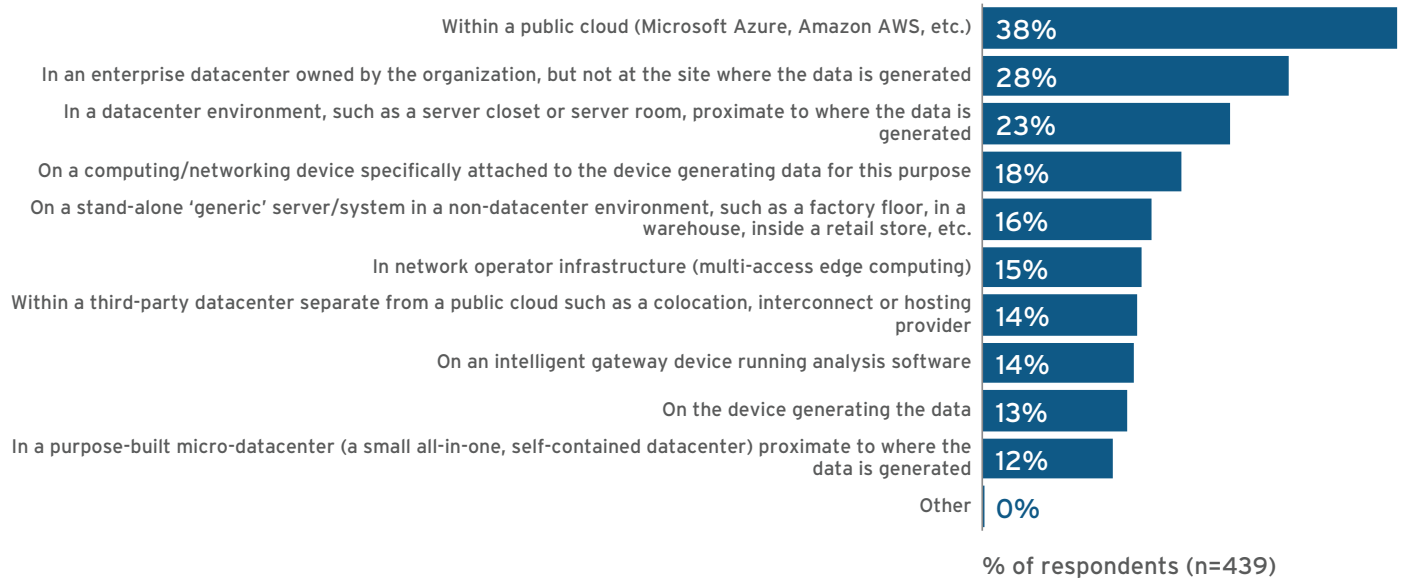 Within a public cloud (Microsoft Azure, Amazon AWS, etc.) 38%
In an enterprise datacenter owned by the organization, but not at the site where the data is generated 28%
In a datacenter environment, such as a server closet or server room, proximate to where the data is
generated 23%
On a computing/networking device specifically attached to the device generating data for this purpose 18%
On a stand-alone ‘generic’ server/system in a non-datacenter environment, such as a factory floor, in a
warehouse, inside a retail store, etc. 16%
In network operator infrastructure (multi-access edge computing) 15%
Within a third-party datacenter separate from a public cloud such as a colocation, interconnect or hosting
provider 14%
On an intelligent gateway device running analysis software 14%
On the device generating the data 13%
In a purpose-built micro-datacenter (a small all-in-one, self-contained datacenter) proximate to where the
data is generated 12%
Other 0%
% of respondents (n=439)